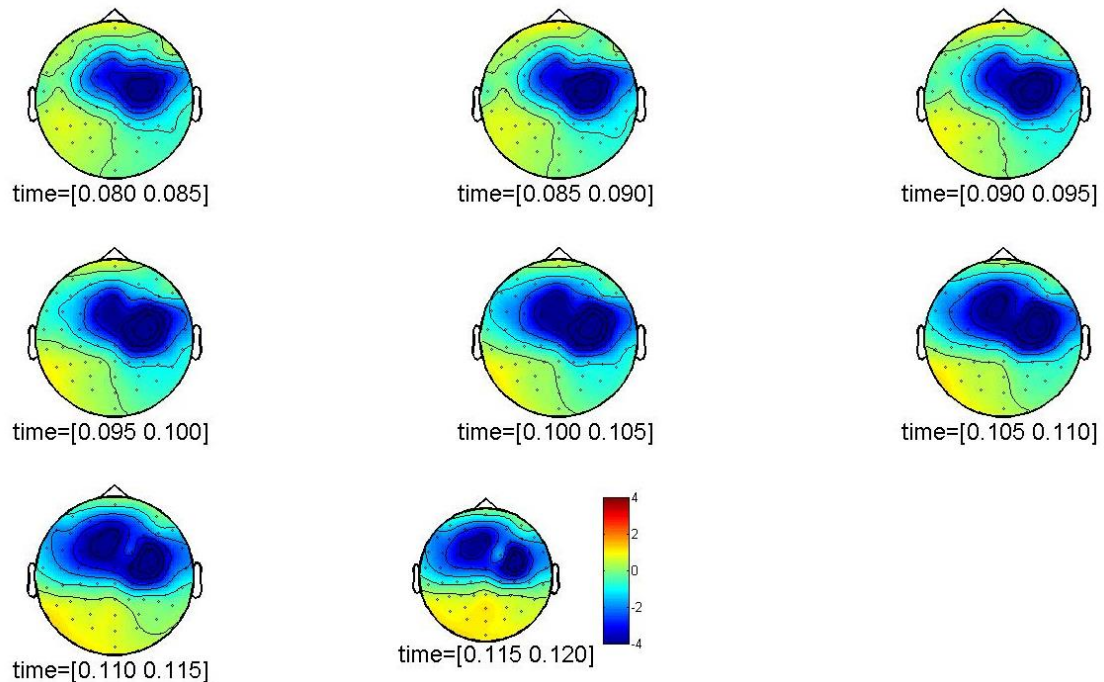 time=[0.080 0.085]
time=[0.085 0.090]
time=[0.090 0.095]
time=[0.095 0.100]
time=[0.100 0.105]
time=[0.105 0.110]
time=[0.110 0.115]
time=[0.115 0.120]
4
2
0
-2
-4